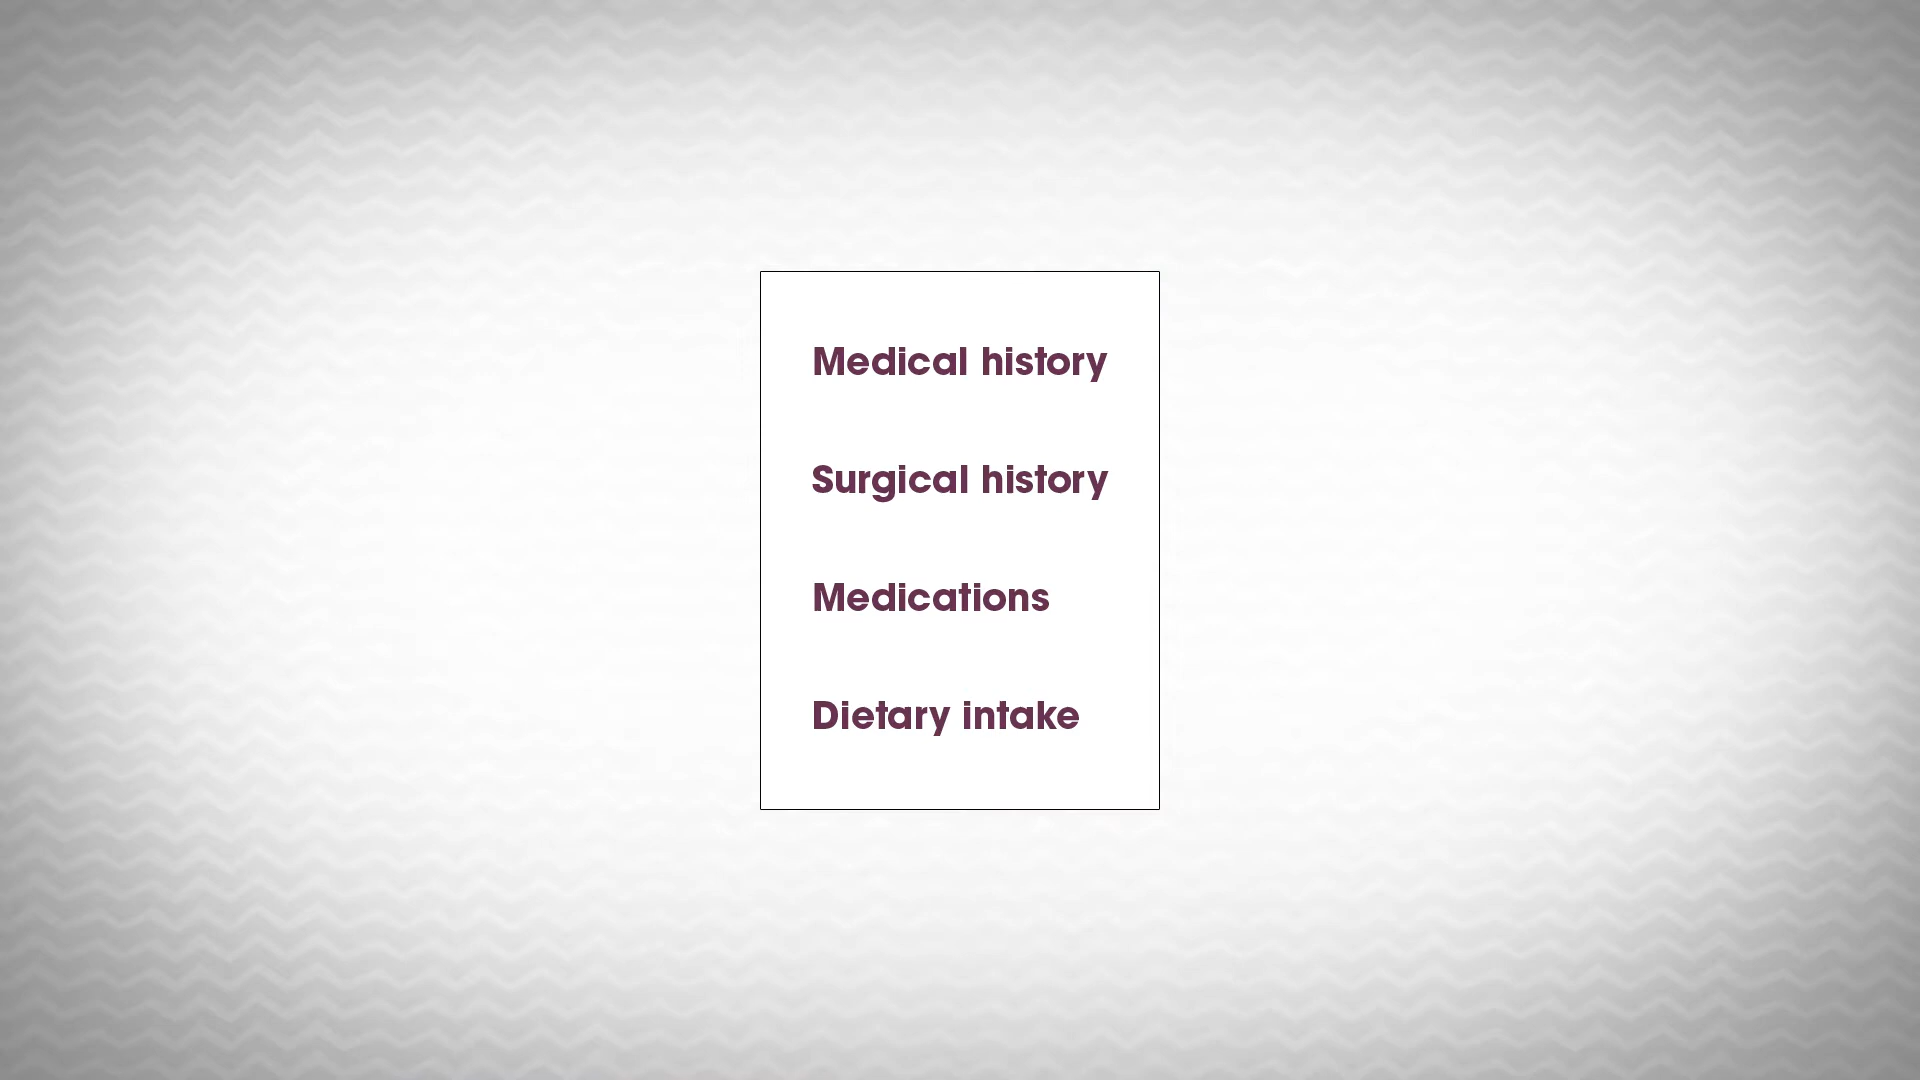 Medical history
Surgical history
Medications
Dietary intake